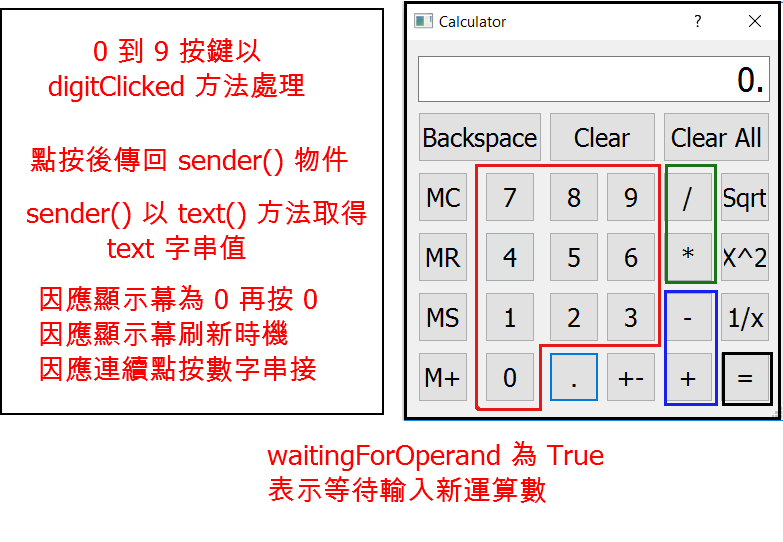 0 到 9 按鍵以
digitClicked 方法處理
點按後傳回 sender() 物件
sender() 以 text() 方法取得
text 字串值
因應顯示幕為 0 再按 0
因應顯示幕刷新時機
因應連續點按數字串接
Calculator ?
0.
Backspace Clear Clear All
MC 7 8 9 / Sqrt
MR 4 5 6 * X^2
MS 1 2 3 - 1/x
M+ 0 . +- + =
waitingForOperand 為 True
表示等待輸入新運算數